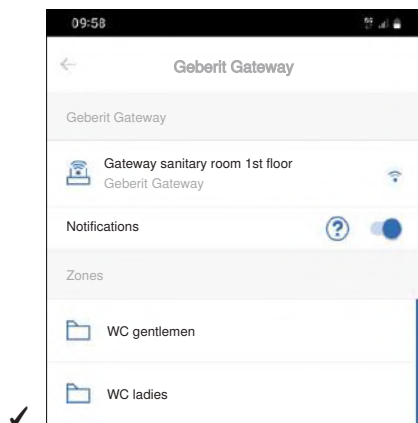 09:58
Geberit Gateway
Geberit Gateway
Gateway sanitary room 1st floor
Geberit Gateway
Notifications
?
Zones
WC gentlemen
WC ladies